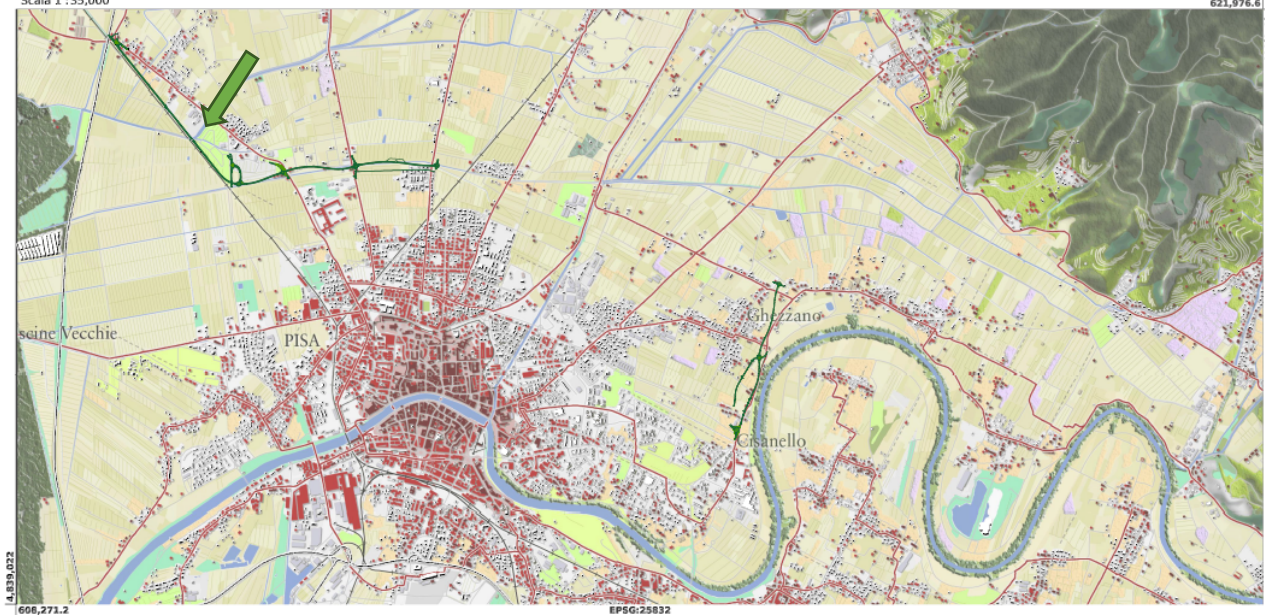 Scala 1 : 35,000
621,976.6
scine Vecchie
PISA
Ghezzano
Cisanello
4,839,022
608,271.2
EPSG:25832